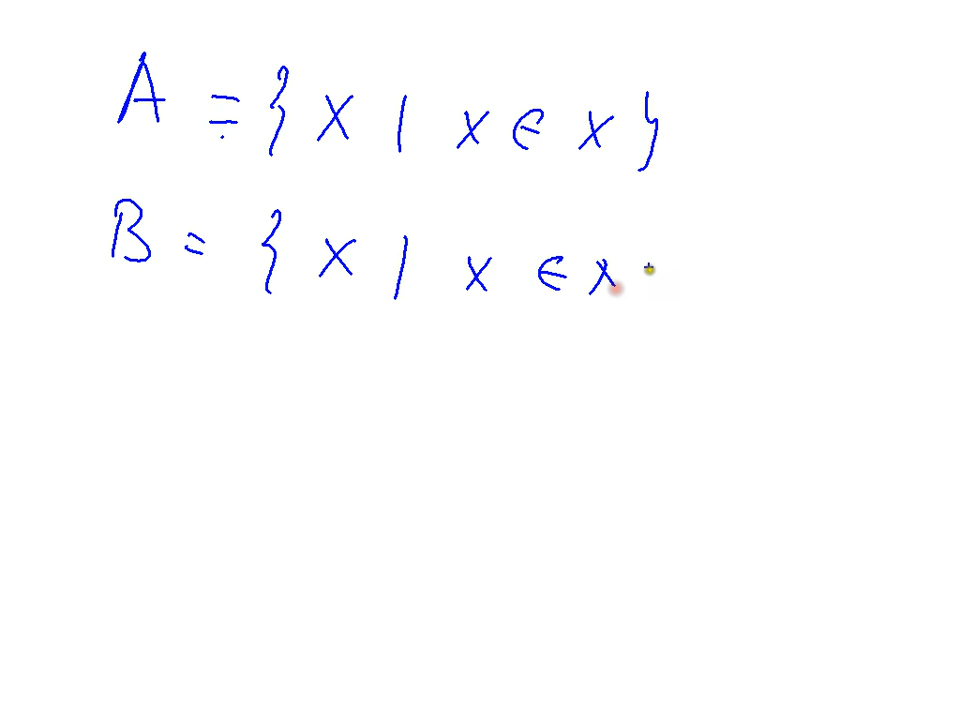 A = { x | x ∈ x }
B = { x | x ∈ x